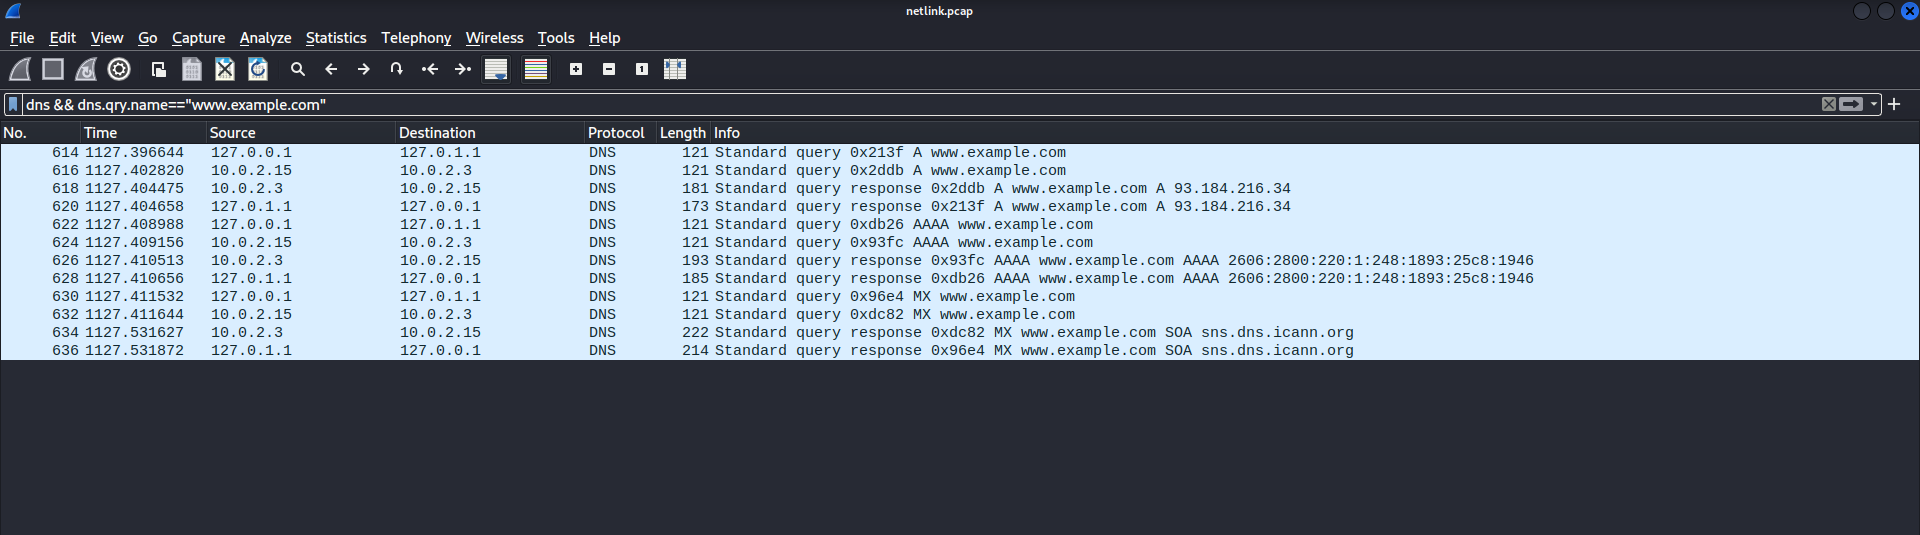 netlink.pcap
File Edit View Go Capture Analyze Statistics Telephony Wireless Tools Help
dns && dns.qry.name=="www.example.com"
No. Time Source Destination Protocol Length Info
614 1127.396644 127.0.0.1 127.0.1.1 DNS 121 Standard query 0x213f A www.example.com
616 1127.402820 10.0.2.15 10.0.2.3 DNS 121 Standard query 0x2ddb A www.example.com
618 1127.404475 10.0.2.3 10.0.2.15 DNS 181 Standard query response 0x2ddb A www.example.com A 93.184.216.34
620 1127.404658 127.0.1.1 127.0.0.1 DNS 173 Standard query response 0x213f A www.example.com A 93.184.216.34
622 1127.408988 127.0.0.1 127.0.1.1 DNS 121 Standard query 0xdb26 AAAA www.example.com
624 1127.409156 10.0.2.15 10.0.2.3 DNS 121 Standard query 0x93fc AAAA www.example.com
626 1127.410513 10.0.2.3 10.0.2.15 DNS 193 Standard query response 0x93fc AAAA www.example.com AAAA 2606:2800:220:1:248:1893:25c8:1946
628 1127.410656 127.0.1.1 127.0.0.1 DNS 185 Standard query response 0xdb26 AAAA www.example.com AAAA 2606:2800:220:1:248:1893:25c8:1946
630 1127.411532 127.0.0.1 127.0.1.1 DNS 121 Standard query 0x96e4 MX www.example.com
632 1127.411644 10.0.2.15 10.0.2.3 DNS 121 Standard query 0xdc82 MX www.example.com
634 1127.531627 10.0.2.3 10.0.2.15 DNS 222 Standard query response 0xdc82 MX www.example.com SOA sns.dns.icann.org
636 1127.531872 127.0.1.1 127.0.0.1 DNS 214 Standard query response 0x96e4 MX www.example.com SOA sns.dns.icann.org